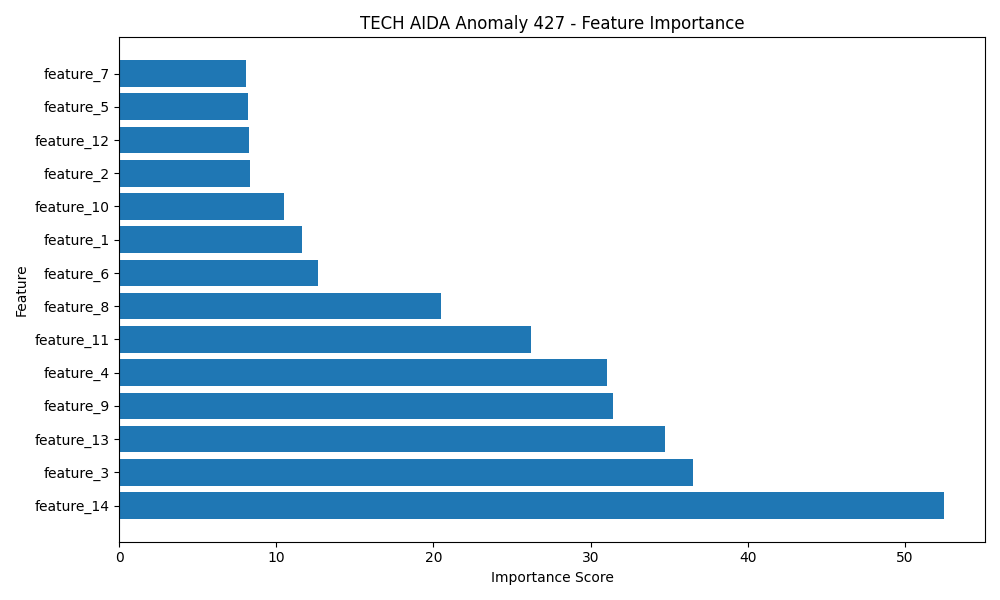 TECH AIDA Anomaly 427 - Feature Importance
feature_7
feature_5
feature_12
feature_2
feature_10
feature_1
feature_6
feature_8
feature_11
feature_4
feature_9
feature_13
feature_3
feature_14
Feature
0 10 20 30 40 50
Importance Score